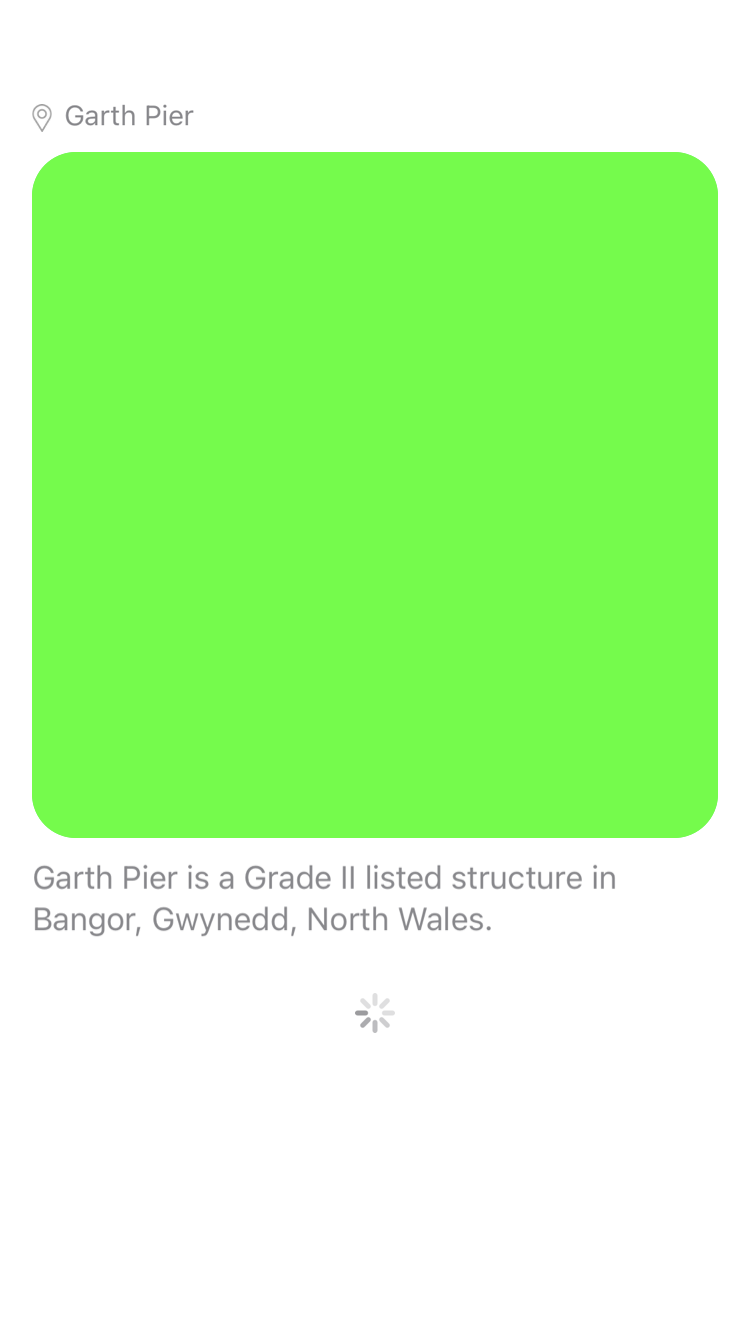 Garth Pier
Garth Pier is a Grade II listed structure in
Bangor, Gwynedd, North Wales.